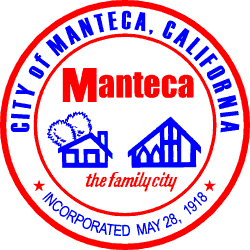 CITY of MANTECA, CALIFORNIA
Manteca
the family city
INCORPORATED MAY 28, 1918